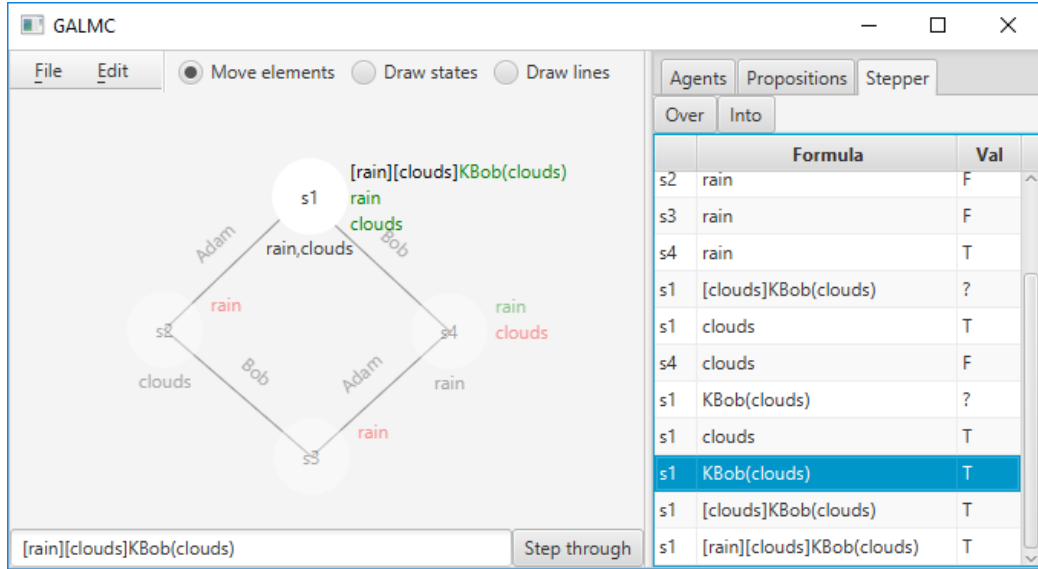 GALMC
File Edit Move elements Draw states Draw lines
Agents Propositions Stepper
Over Into
Formula Val
s2 rain F
s3 rain F
s4 rain T
s1 [clouds]KBob(clouds) ?
s1 clouds T
s4 clouds F
s1 KBob(clouds) ?
s1 clouds T
s1 KBob(clouds) T
s1 [clouds]KBob(clouds) T
s1 [rain][clouds]KBob(clouds) T
[rain][clouds]KBob(clouds)
s1 rain
clouds
Adam rain,clouds Bob
rain rain
s2 s4 clouds
clouds Bob Adam rain
rain
s3
[rain][clouds]KBob(clouds) Step through